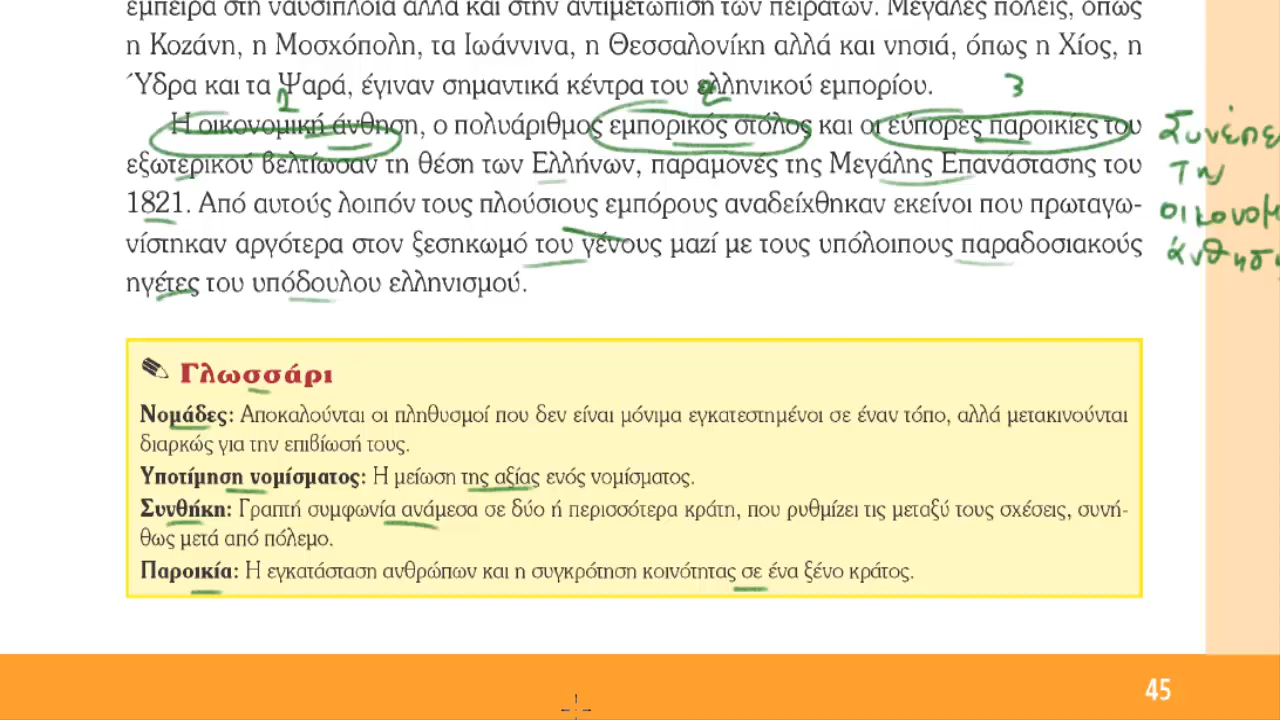 εμπειρα στη ναυσιπλοΐα αλλά και στην αντιμετώπιση των πειρατών. Μεγάλες πόλεις, όπως
η Κοζάνη, η Μοσχόπολη, τα Ιωάννινα, η Θεσσαλονίκη αλλά και νησιά, όπως η Χίος, η
Ύδρα και τα Ψαρά, έγιναν σημαντικά κέντρα του ελληνικού εμπορίου.
1 2 3
Η οικονομική άνθηση, ο πολυάριθμος εμπορικός στόλος και οι εύπορες παροικίες του
εξωτερικού βελτίωσαν τη θέση των Ελλήνων, παραμονές της Μεγάλης Επανάστασης του
1821. Από αυτούς λοιπόν τους πλούσιους εμπόρους αναδείχθηκαν εκείνοι που πρωταγω-
νίστηκαν αργότερα στον ξεσηκωμό του γένους μαζί με τους υπόλοιπους παραδοσιακούς
ηγέτες του υπόδουλου ελληνισμού.
Συνέπε
την
οικονομ
άνθησ
Γλωσσάρι
Νομάδες: Αποκαλούνται οι πληθυσμοί που δεν είναι μόνιμα εγκατεστημένοι σε έναν τόπο, αλλά μετακινούνται
διαρκώς για την επιβίωσή τους.
Υποτίμηση νομίσματος: Η μείωση της αξίας ενός νομίσματος.
Συνθήκη: Γραπτή συμφωνία ανάμεσα σε δύο ή περισσότερα κράτη, που ρυθμίζει τις μεταξύ τους σχέσεις, συνή-
θως μετά από πόλεμο.
Παροικία: Η εγκατάσταση ανθρώπων και η συγκρότηση κοινότητας σε ένα ξένο κράτος.
45